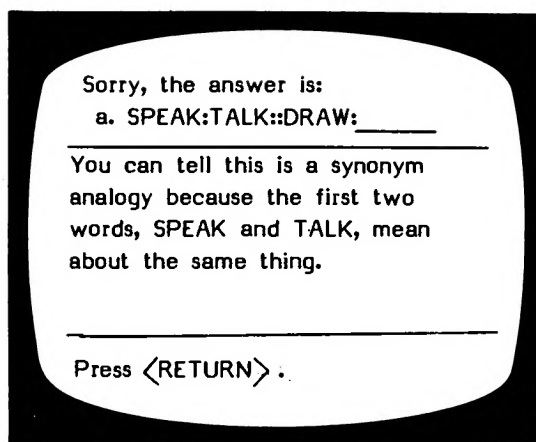 Sorry, the answer is:
a. SPEAK:TALK::DRAW:______
You can tell this is a synonym
analogy because the first two
words, SPEAK and TALK, mean
about the same thing.
Press <RETURN>.